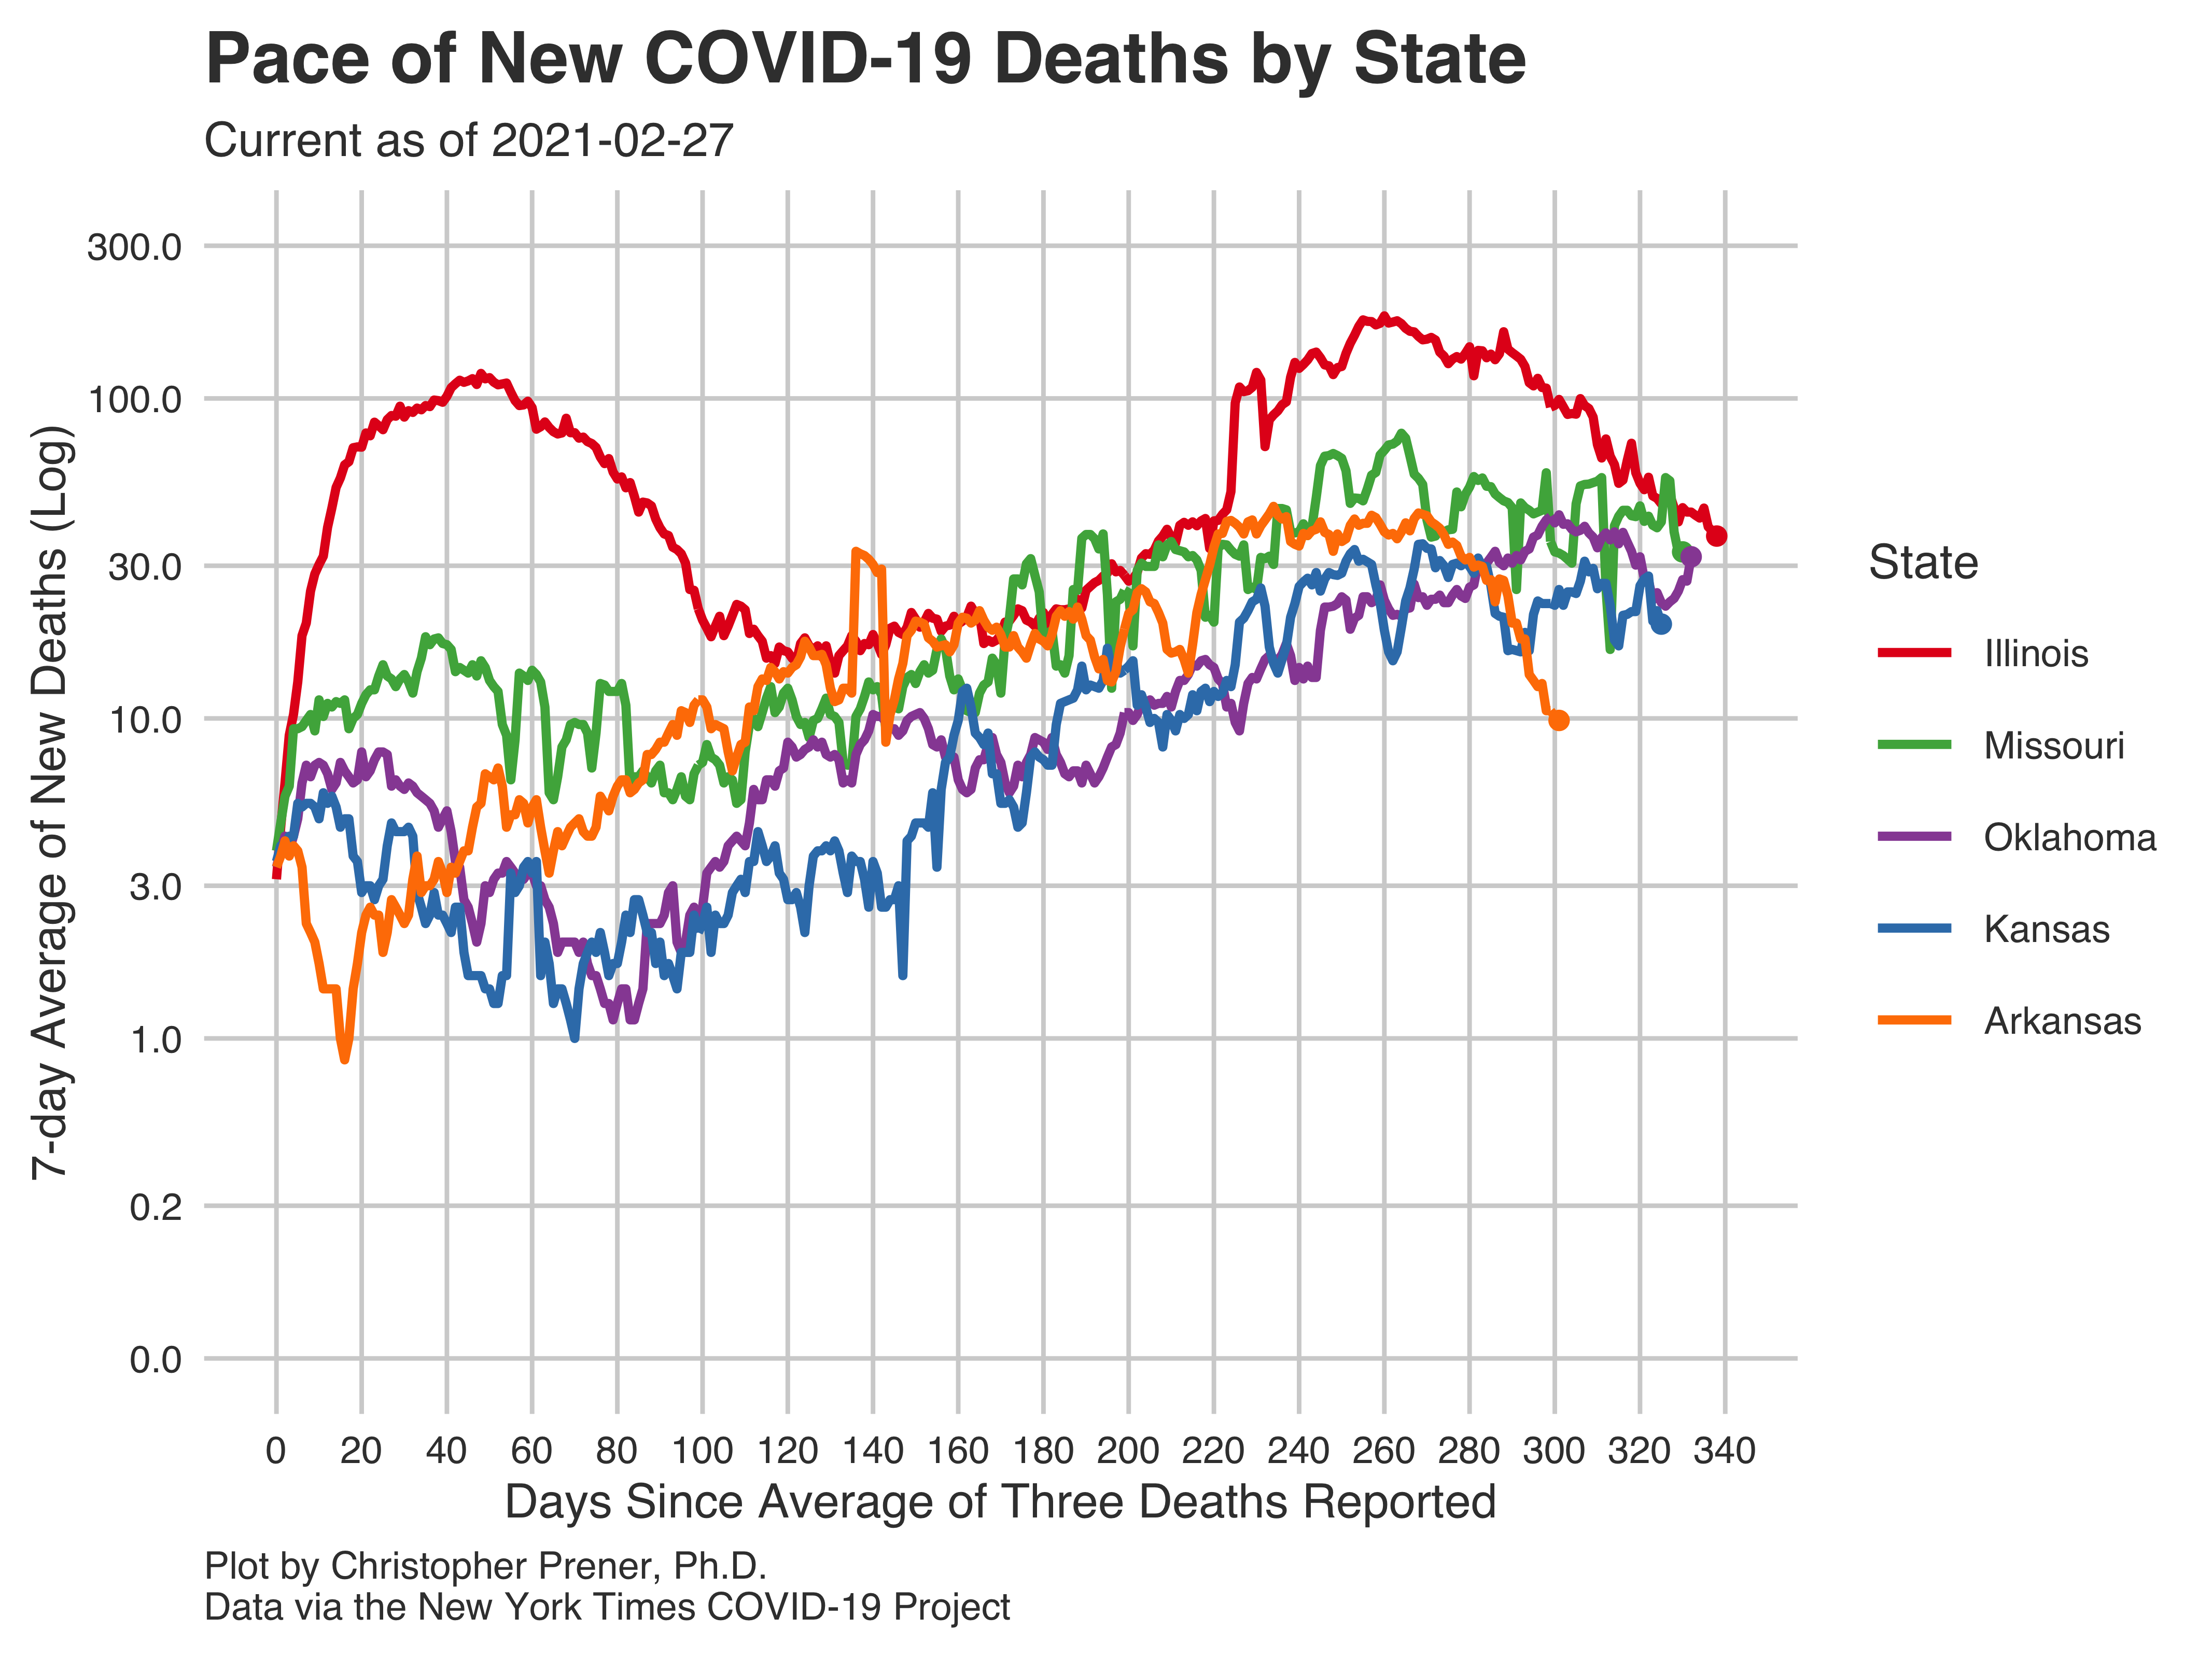 Pace of New COVID-19 Deaths by State
Current as of 2021-02-27
7-day Average of New Deaths (Log)
300.0
100.0
30.0
10.0
3.0
1.0
0.2
0.0
0 20 40 60 80 100 120 140 160 180 200 220 240 260 280 300 320 340
Days Since Average of Three Deaths Reported
State
Illinois
Missouri
Oklahoma
Kansas
Arkansas
Plot by Christopher Prener, Ph.D.
Data via the New York Times COVID-19 Project